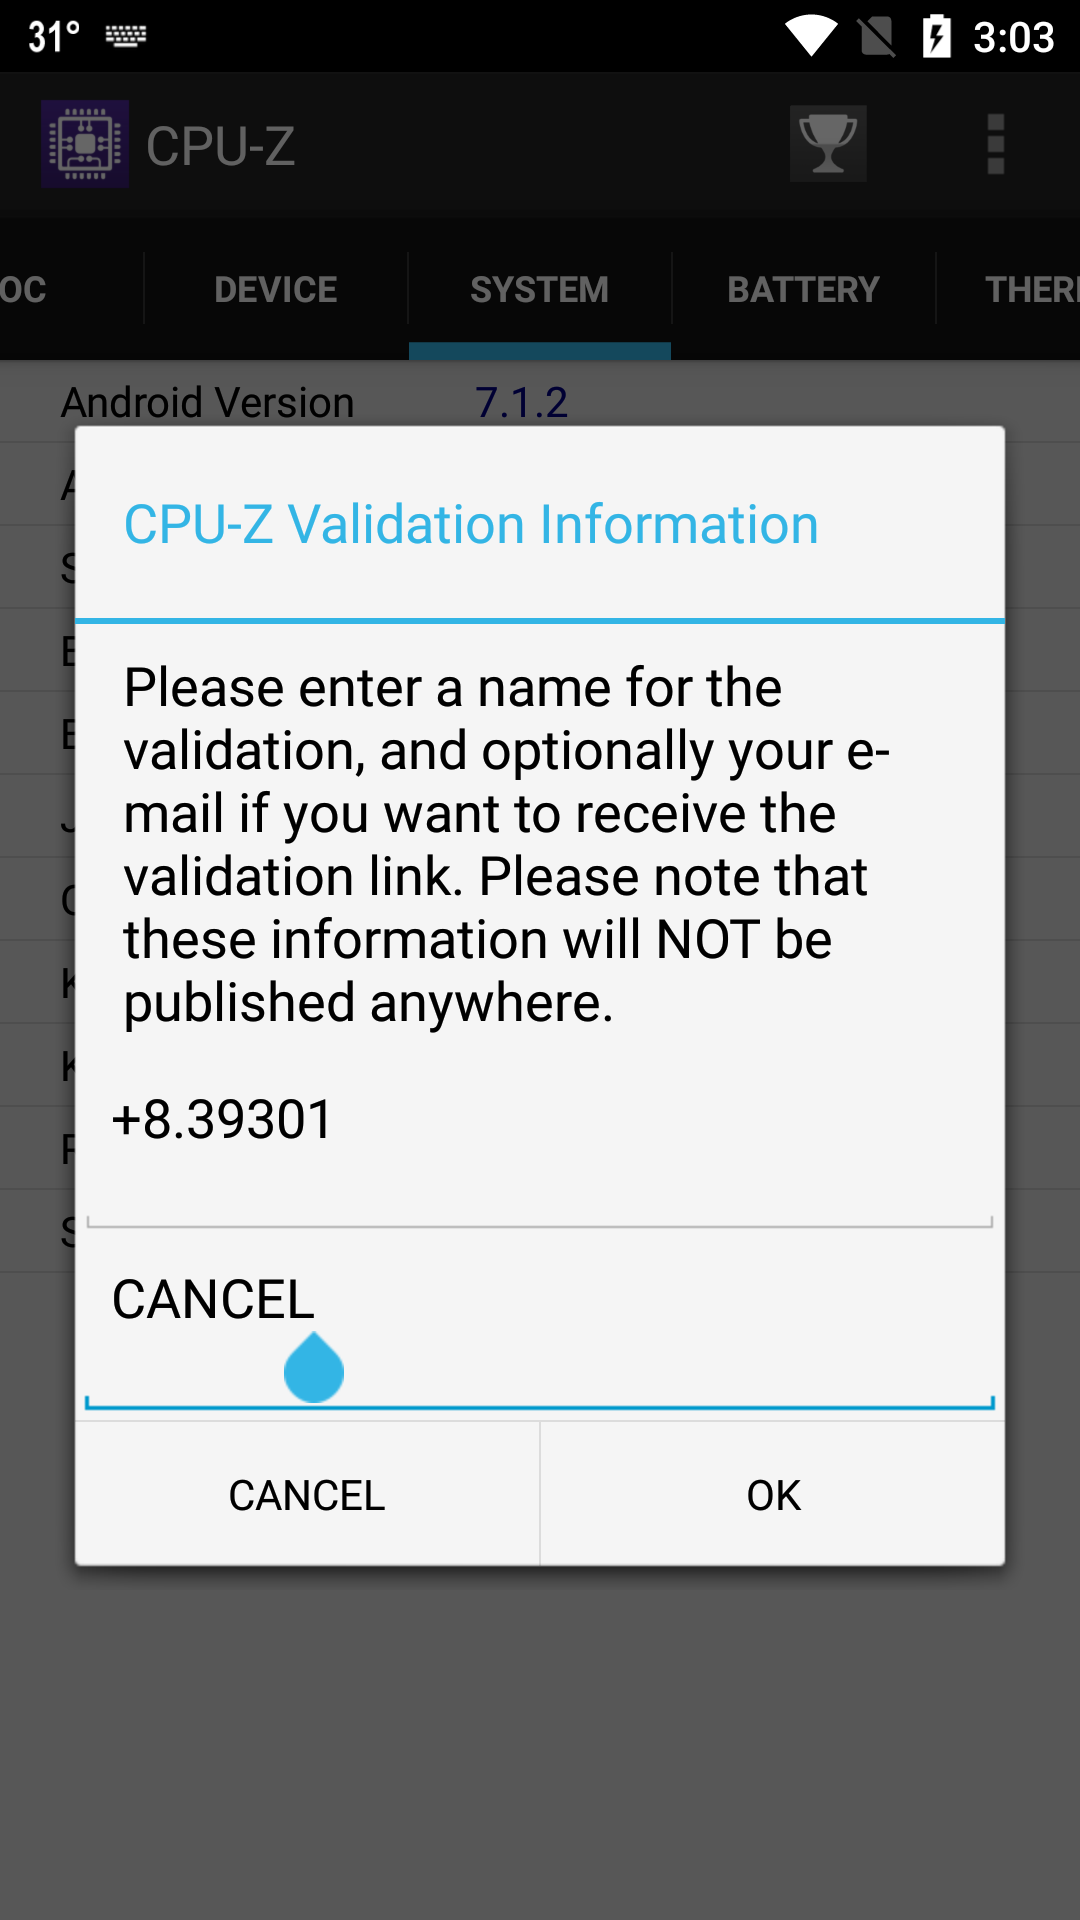 31°
3:03
CPU-Z
OC DEVICE SYSTEM BATTERY THER
Android Version 7.1.2
CPU-Z Validation Information
Please enter a name for the
validation, and optionally your e-
mail if you want to receive the
validation link. Please note that
these information will NOT be
published anywhere.
+8.39301
CANCEL
CANCEL OK